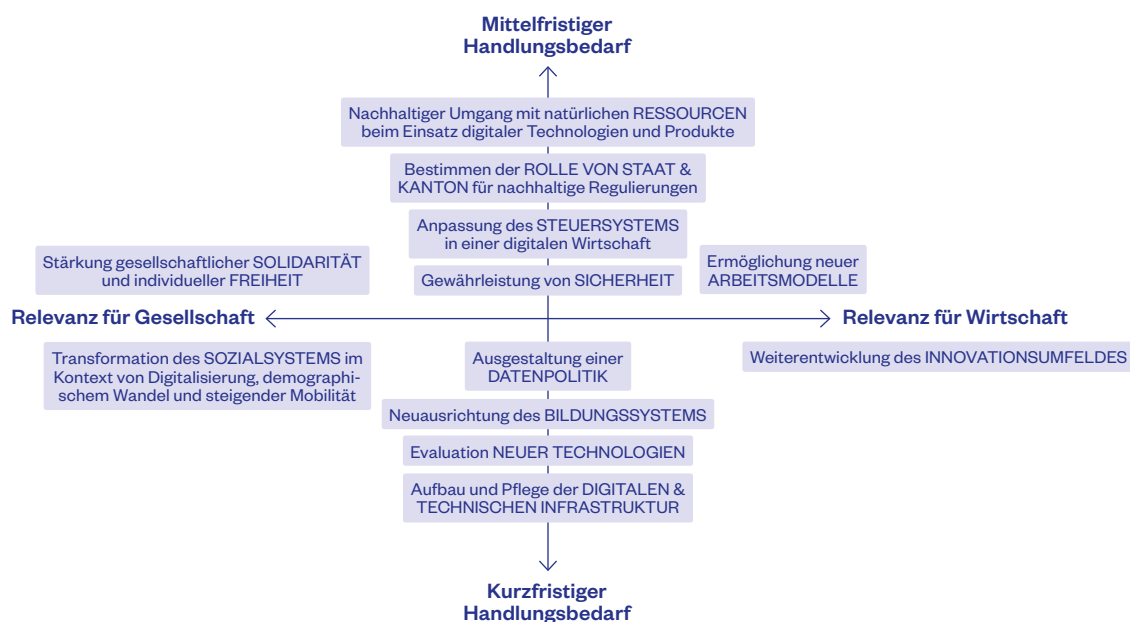 Mittelfristiger
Handlungsbedarf
Nachhaltiger Umgang mit natürlichen RESSOURCEN
beim Einsatz digitaler Technologien und Produkte
Bestimmen der ROLLE VON STAAT &
KANTON für nachhaltige Regulierungen
Anpassung des STEUERSYSTEMS
in einer digitalen Wirtschaft
Stärkung gesellschaftlicher SOLIDARITÄT
und individueller FREIHEIT
Gewährleistung von SICHERHEIT
Ermöglichung neuer
ARBEITSMODELLE
Relevanz für Gesellschaft
Relevanz für Wirtschaft
Transformation des SOZIALSYSTEMS im
Kontext von Digitalisierung, demographi-
schem Wandel und steigender Mobilität
Ausgestaltung einer
DATENPOLITIK
Weiterentwicklung des INNOVATIONSUMFELDES
Neuausrichtung des BILDUNGSSYSTEMS
Evaluation NEUER TECHNOLOGIEN
Aufbau und Pflege der DIGITALEN &
TECHNISCHEN INFRASTRUKTUR
Kurzfristiger
Handlungsbedarf